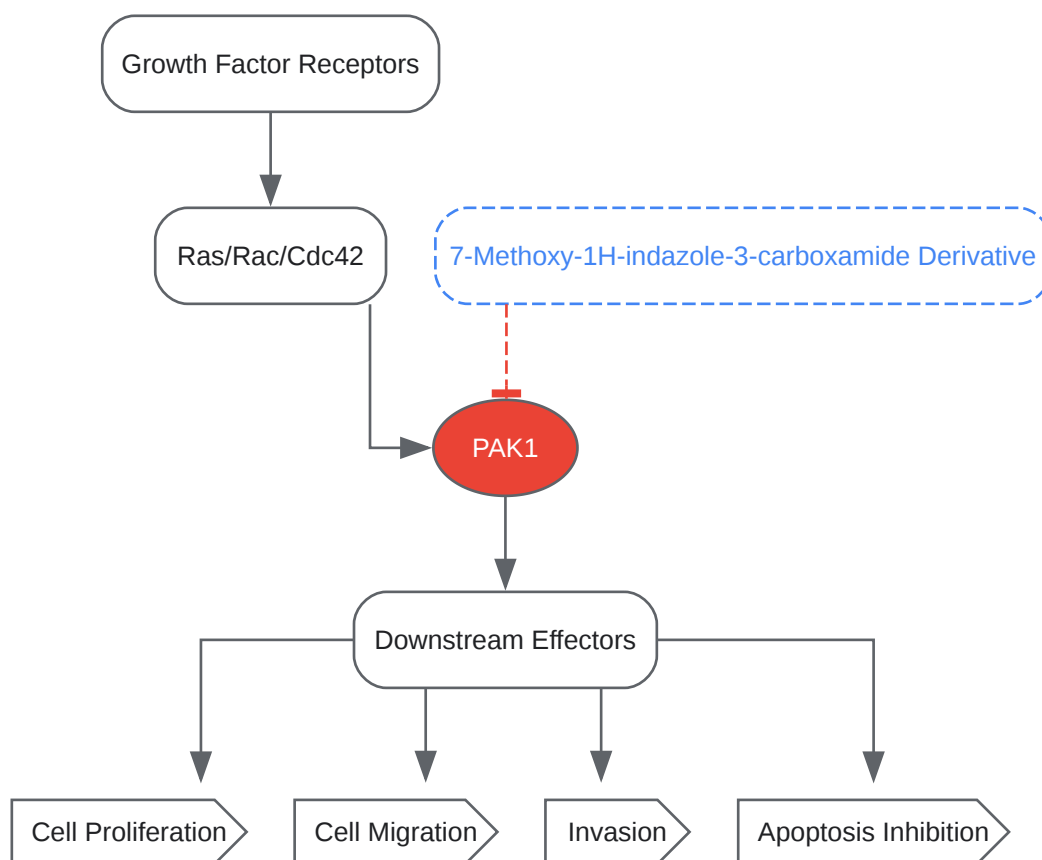 Growth Factor Receptors
Ras/Rac/Cdc42
7-Methoxy-1H-indazole-3-carboxamide Derivative
PAK1
Downstream Effectors
Cell Proliferation
Cell Migration
Invasion
Apoptosis Inhibition